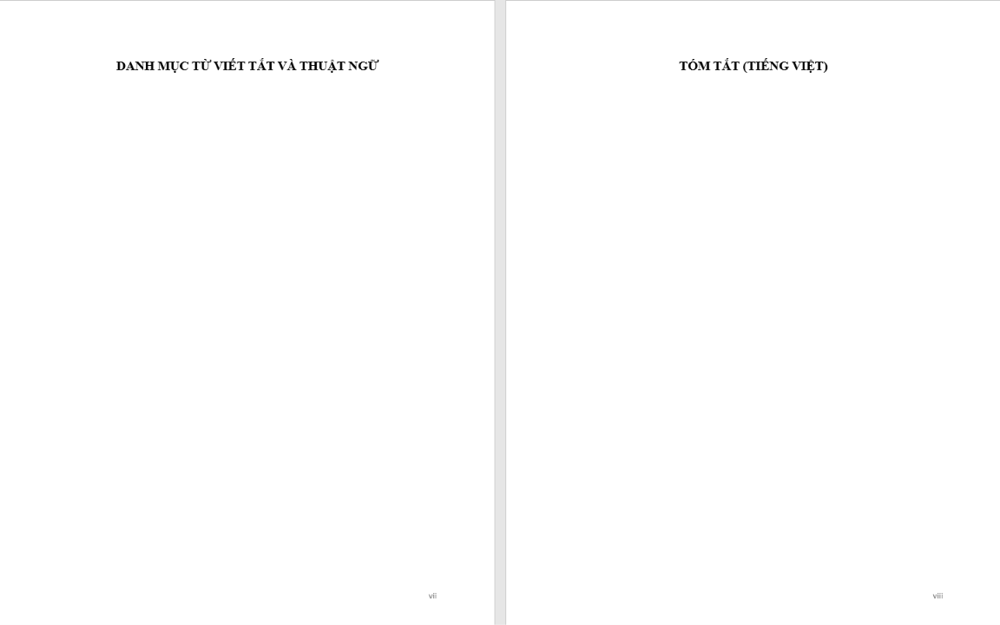 DANH MỤC TỪ VIẾT TẮT VÀ THUẬT NGỮ
vii
TÓM TẮT (TIẾNG VIỆT)
viii